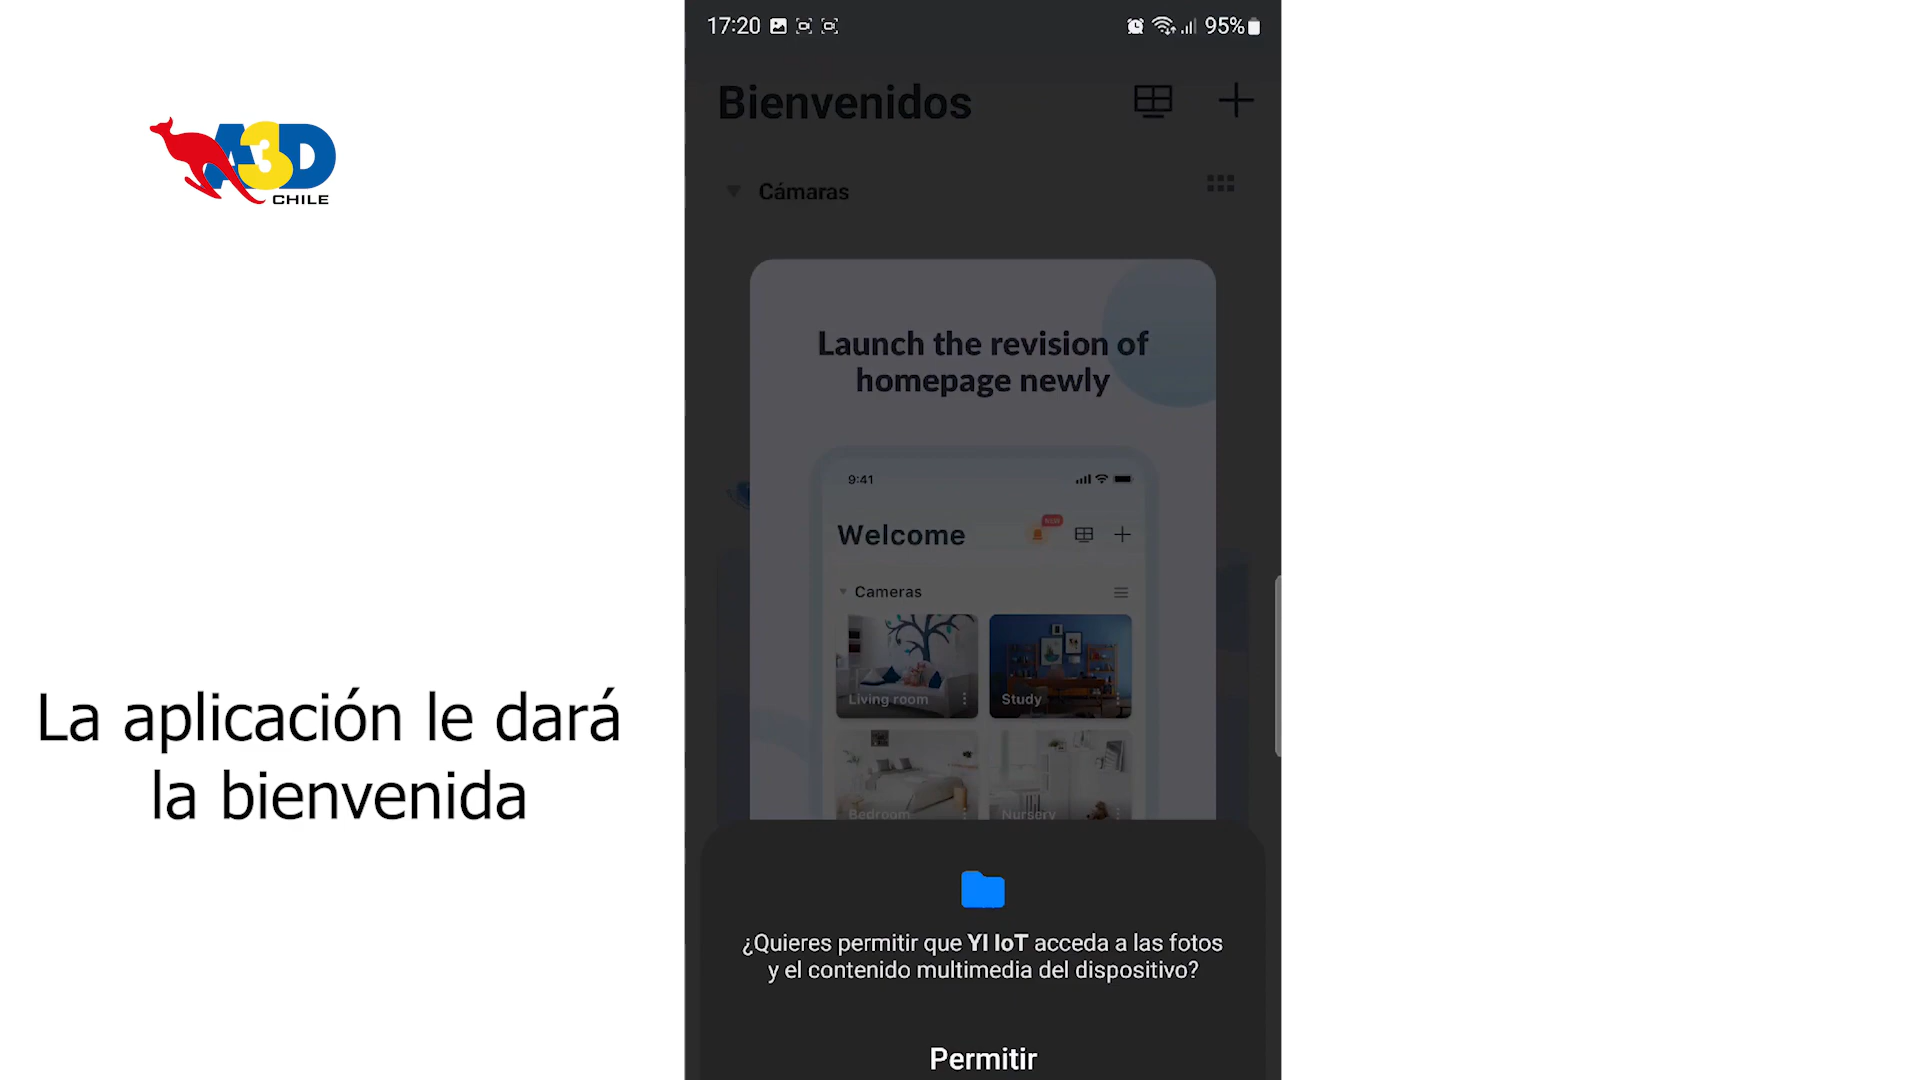 17:20
95%
Bienvenidos
A3D
CHILE
Cámaras
Launch the revision of
homepage newly
9:41
Welcome
NEW
Cameras
Living room
Study
Bedroom
Nursery
La aplicación le dará
la bienvenida
¿Quieres permitir que YI IoT acceda a las fotos
y el contenido multimedia del dispositivo?
Permitir